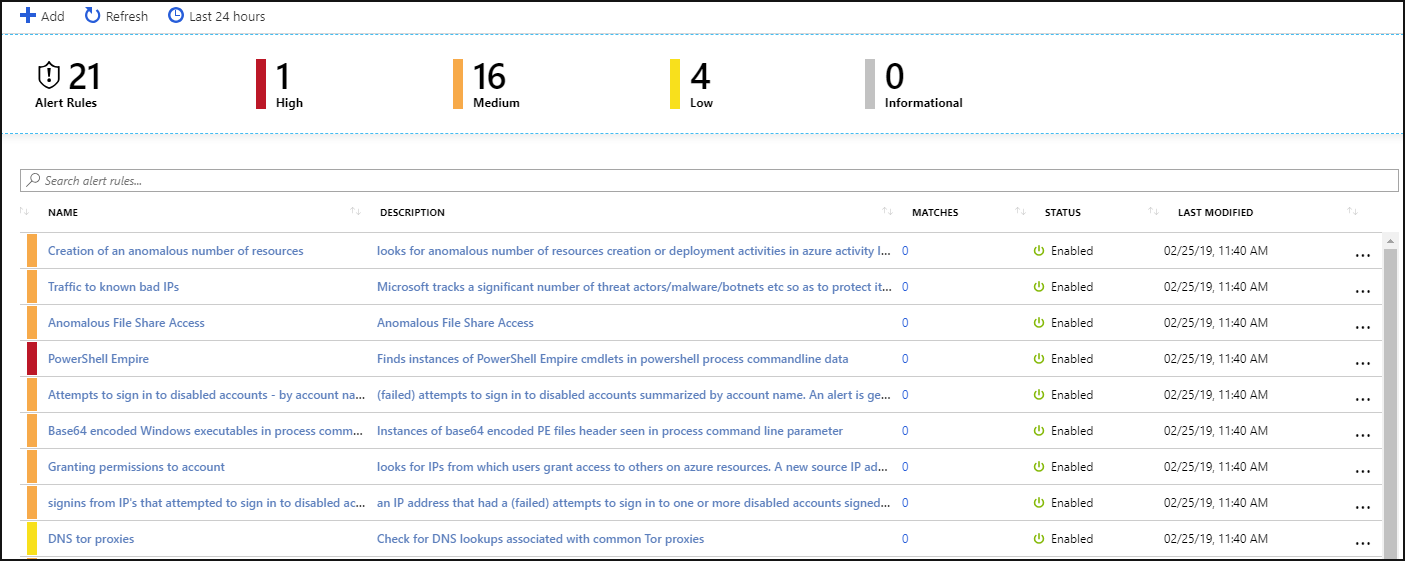 Add Refresh Last 24 hours
21 1 16 4 0
Alert Rules High Medium Low Informational
Search alert rules...
NAME DESCRIPTION MATCHES STATUS LAST MODIFIED
Creation of an anomalous number of resources looks for anomalous number of resources creation or deployment activities in azure activity l... 0 Enabled 02/25/19, 11:40 AM ...
Traffic to known bad IPs Microsoft tracks a significant number of threat actors/malware/botnets etc so as to protect it... 0 Enabled 02/25/19, 11:40 AM ...
Anomalous File Share Access Anomalous File Share Access 0 Enabled 02/25/19, 11:40 AM ...
PowerShell Empire Finds instances of PowerShell Empire cmdlets in powershell process commandline data 0 Enabled 02/25/19, 11:40 AM ...
Attempts to sign in to disabled accounts - by account na... (failed) attempts to sign in to disabled accounts summarized by account name. An alert is ge... 0 Enabled 02/25/19, 11:40 AM ...
Base64 encoded Windows executables in process comm... Instances of base64 encoded PE files header seen in process command line parameter 0 Enabled 02/25/19, 11:40 AM ...
Granting permissions to account looks for IPs from which users grant access to others on azure resources. A new source IP ad... 0 Enabled 02/25/19, 11:40 AM ...
signins from IP's that attempted to sign in to disabled ac... an IP address that had a (failed) attempts to sign in to one or more disabled accounts signed... 0 Enabled 02/25/19, 11:40 AM ...
DNS tor proxies Check for DNS lookups associated with common Tor proxies 0 Enabled 02/25/19, 11:40 AM ...